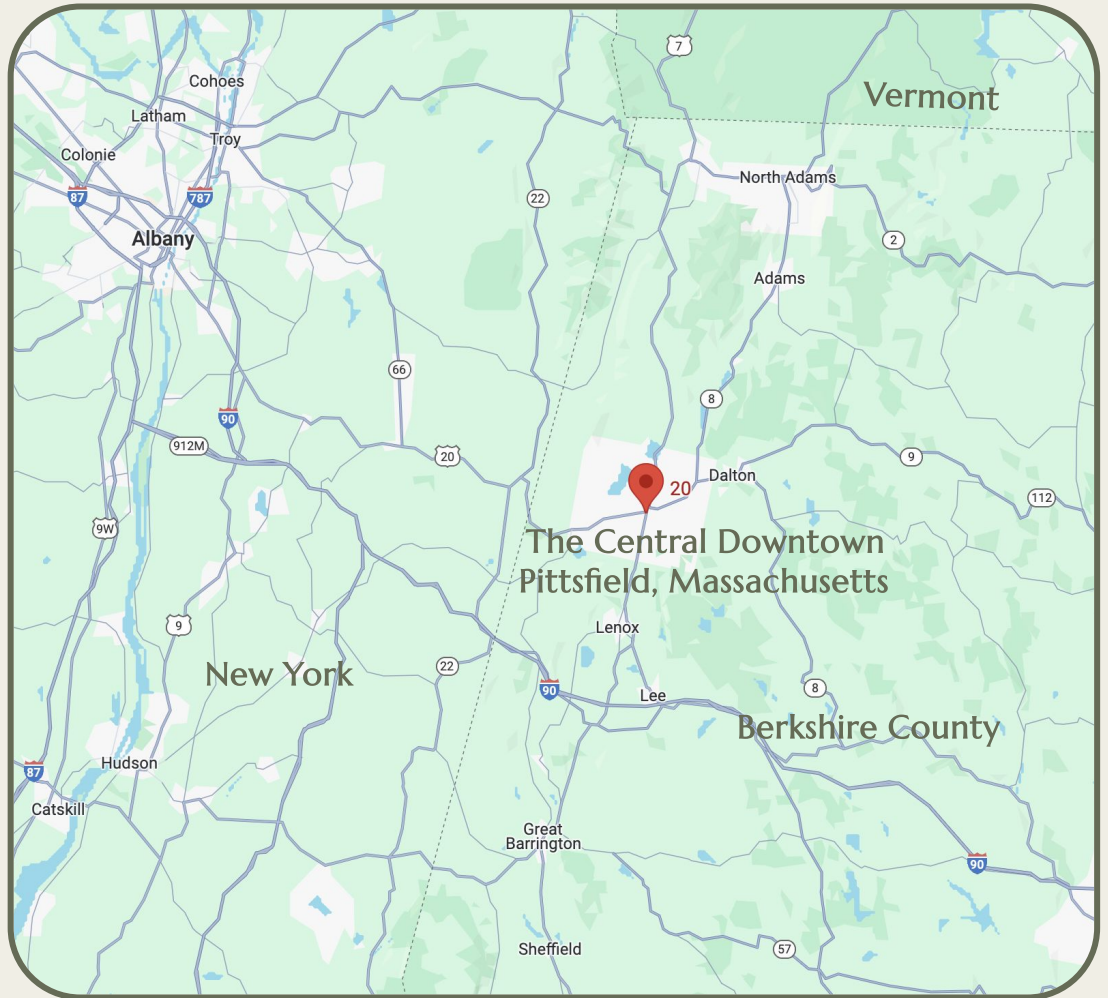 7
Vermont
Cohoes
Latham
Troy
Colonie
North Adams
87
787
22
Albany
2
Adams
66
8
90
912M
20
9
Dalton
20
112
9W
The Central Downtown
Pittsfield, Massachusetts
9
Lenox
22
New York
90
8
Lee
Berkshire County
Hudson
87
Catskill
Great
Barrington
90
Sheffield
57